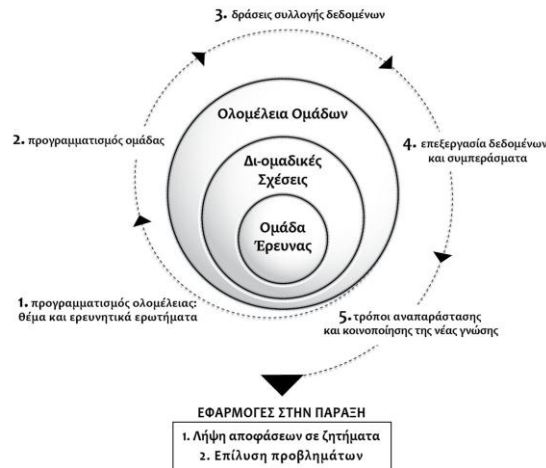 3. δράσεις συλλογής δεδομένων
Ολομέλεια Ομάδων
2. προγραμματισμός ομάδας
4. επεξεργασία δεδομένων
και συμπεράσματα
Δι-ομαδικές
Σχέσεις
Ομάδα
Έρευνας
1. προγραμματισμός ολομέλειας:
θέμα και ερευνητικά ερωτήματα
5. τρόποι αναπαράστασης
και κοινοποίησης της νέας γνώσης
ΕΦΑΡΜΟΓΕΣ ΣΤΗΝ ΠΑΡΑΞΗ
1. Λήψη αποφάσεων σε ζητήματα
2. Επίλυση προβλημάτων